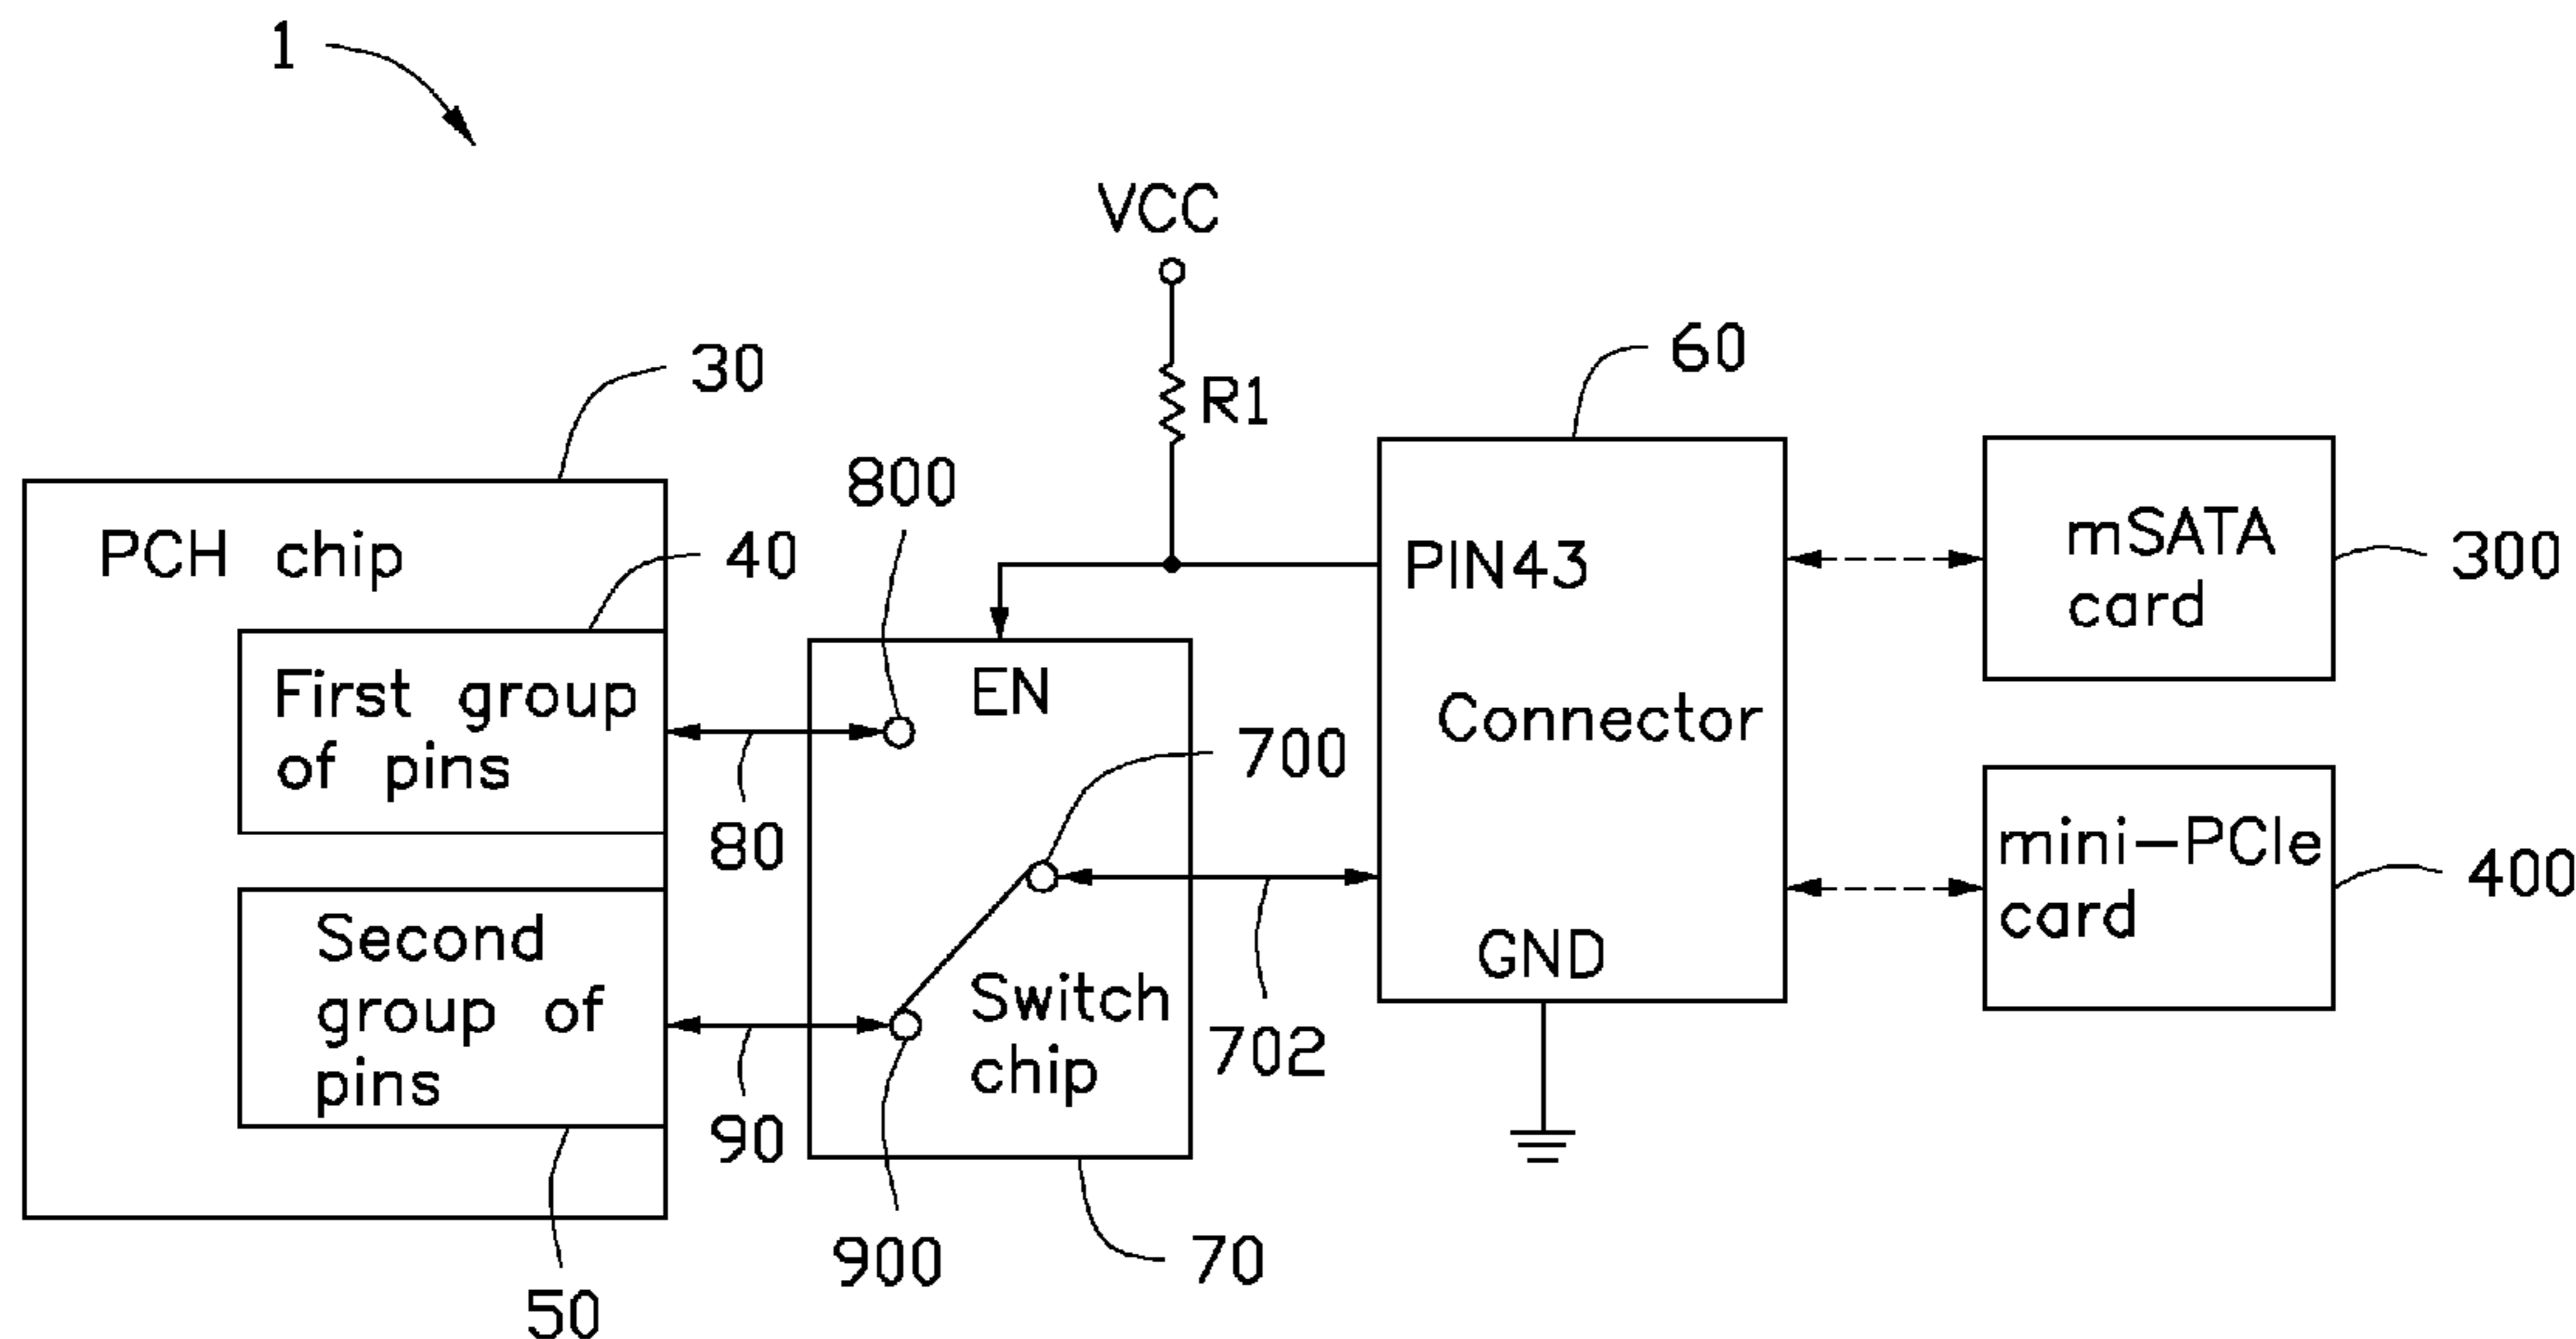 1
VCC
R1
30
60
800
PCH chip
40
PIN43
mSATA
card
300
First group
of pins
EN
Connector
700
80
mini-PCIe
card
400
Second
group of
pins
GND
Switch
chip
702
90
900
70
50